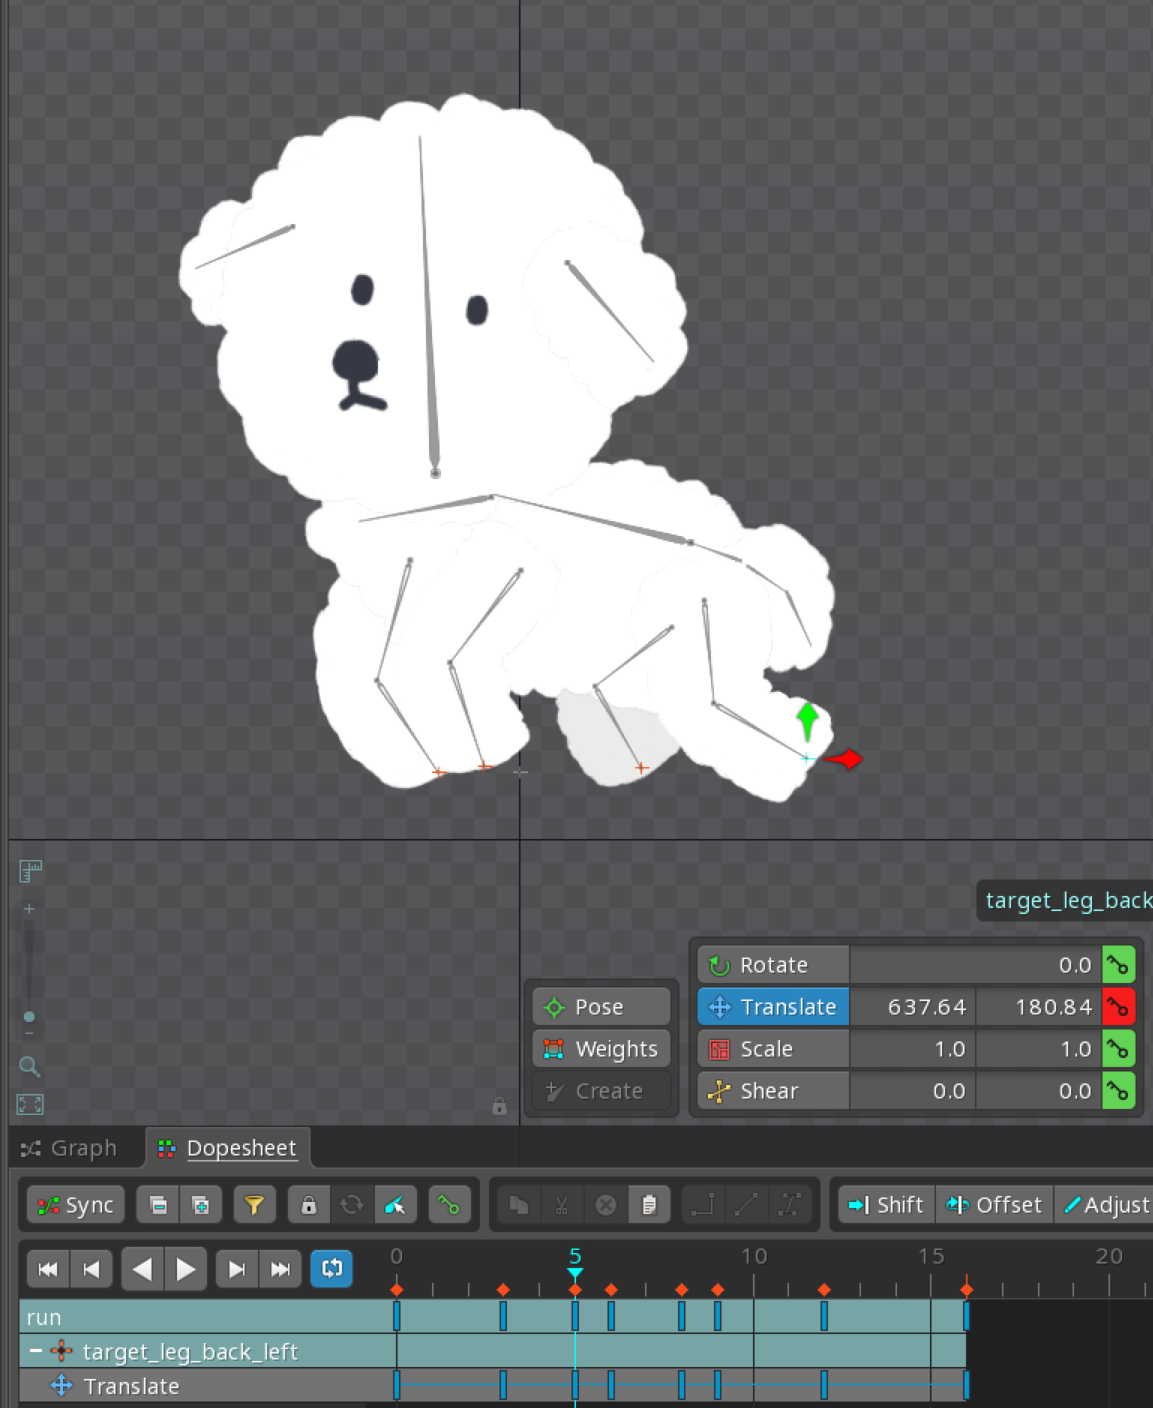 target_leg_back
Rotate 0.0
Pose Translate 637.64 180.84
Weights Scale 1.0 1.0
Create Shear 0.0 0.0
Graph Dopesheet
Sync Shift Offset Adjust
0 5 10 15 20
run
target_leg_back_left
Translate